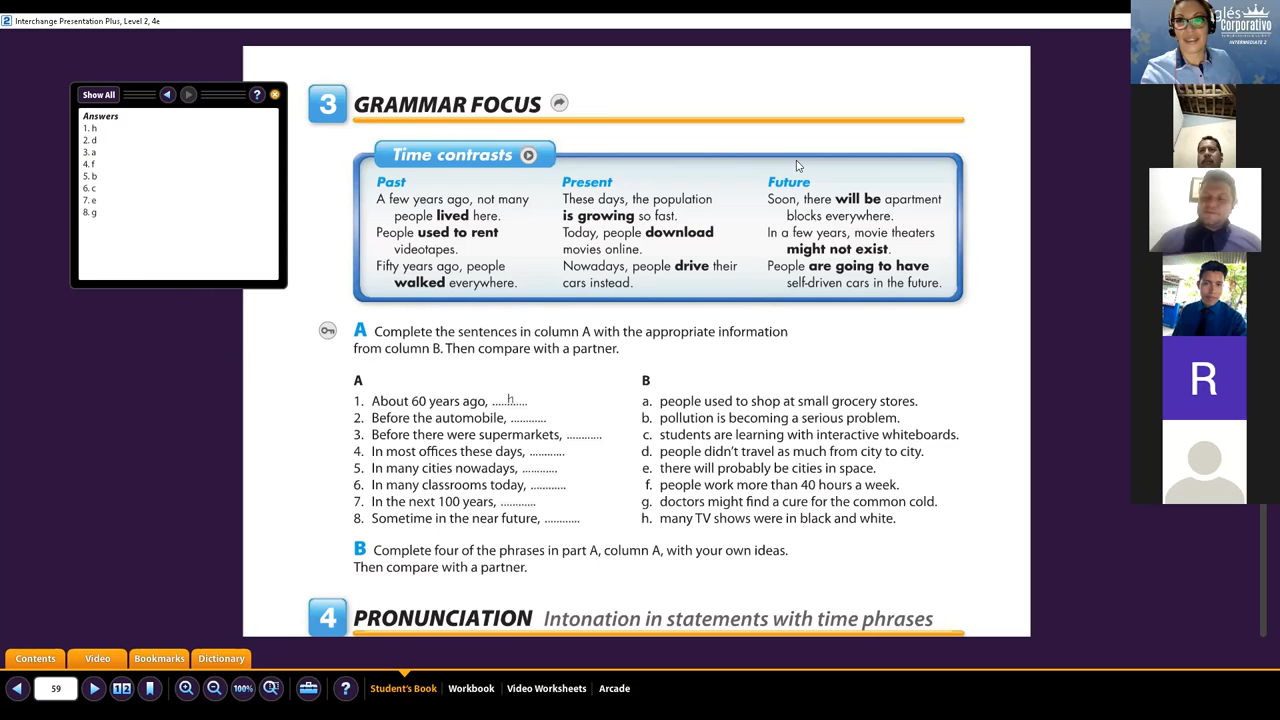 Interchange Presentation Plus, Level 2, 4e
glés
Corporativo
INTERMEDIATE 2
Show All
?
Answers
1. h
2. d
3. a
4. f
5. b
6. c
7. e
8. g
3 GRAMMAR FOCUS
Time contrasts
Past Present Future
A few years ago, not many These days, the population Soon, there will be apartment
people lived here. is growing so fast. blocks everywhere.
People used to rent Today, people download In a few years, movie theaters
videotapes. movies online. might not exist.
Fifty years ago, people Nowadays, people drive their People are going to have
walked everywhere. cars instead. self-driven cars in the future.
A Complete the sentences in column A with the appropriate information
from column B. Then compare with a partner.
A B
1. About 60 years ago, ....h....... a. people used to shop at small grocery stores.
2. Before the automobile, ............ b. pollution is becoming a serious problem.
3. Before there were supermarkets, ............ c. students are learning with interactive whiteboards.
4. In most offices these days, ............ d. people didn't travel as much from city to city.
5. In many cities nowadays, ............ e. there will probably be cities in space.
6. In many classrooms today, ............ f. people work more than 40 hours a week.
7. In the next 100 years, ............ g. doctors might find a cure for the common cold.
8. Sometime in the near future, ............ h. many TV shows were in black and white.
B Complete four of the phrases in part A, column A, with your own ideas.
Then compare with a partner.
4 PRONUNCIATION Intonation in statements with time phrases
R
Contents Video Bookmarks Dictionary
59 1 2 100% ? Student's Book Workbook Video Worksheets Arcade